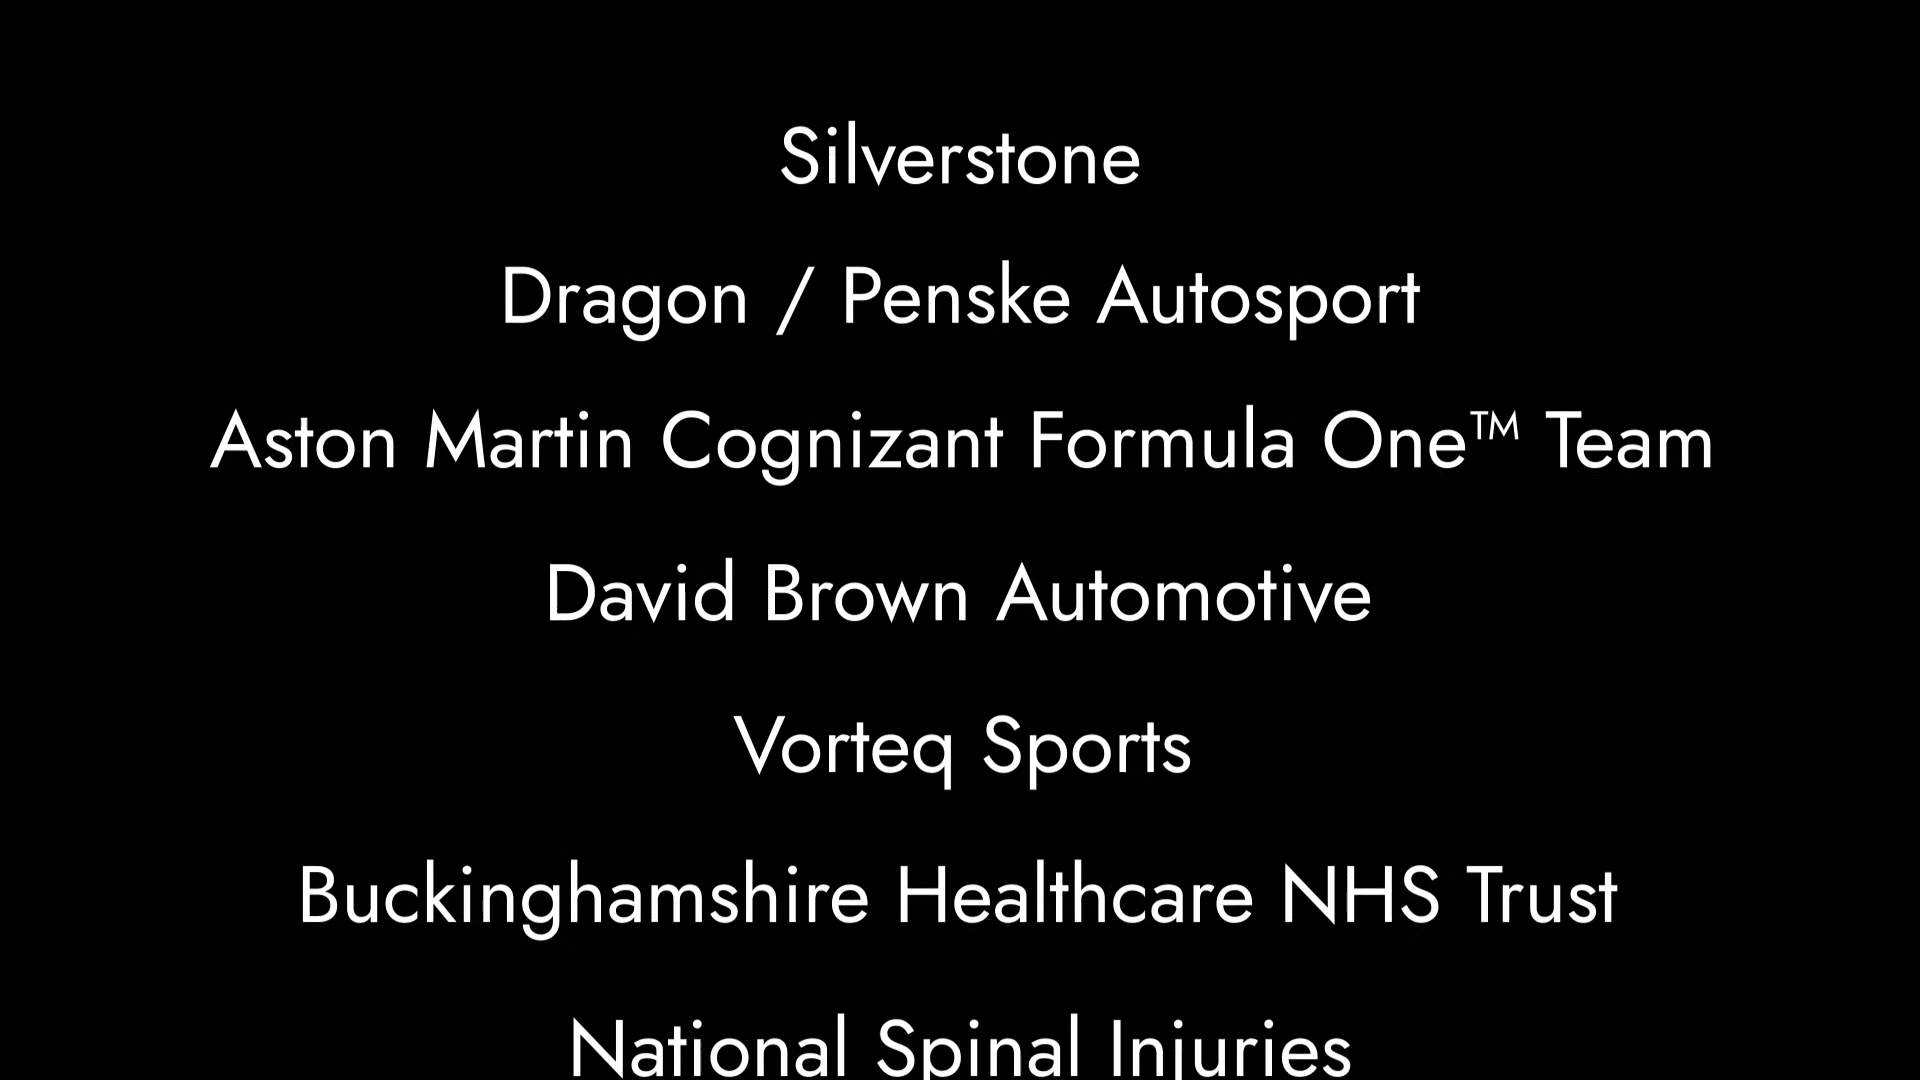 Silverstone
Dragon / Penske Autosport
Aston Martin Cognizant Formula One™ Team
David Brown Automotive
Vorteq Sports
Buckinghamshire Healthcare NHS Trust
National Spinal Injuries